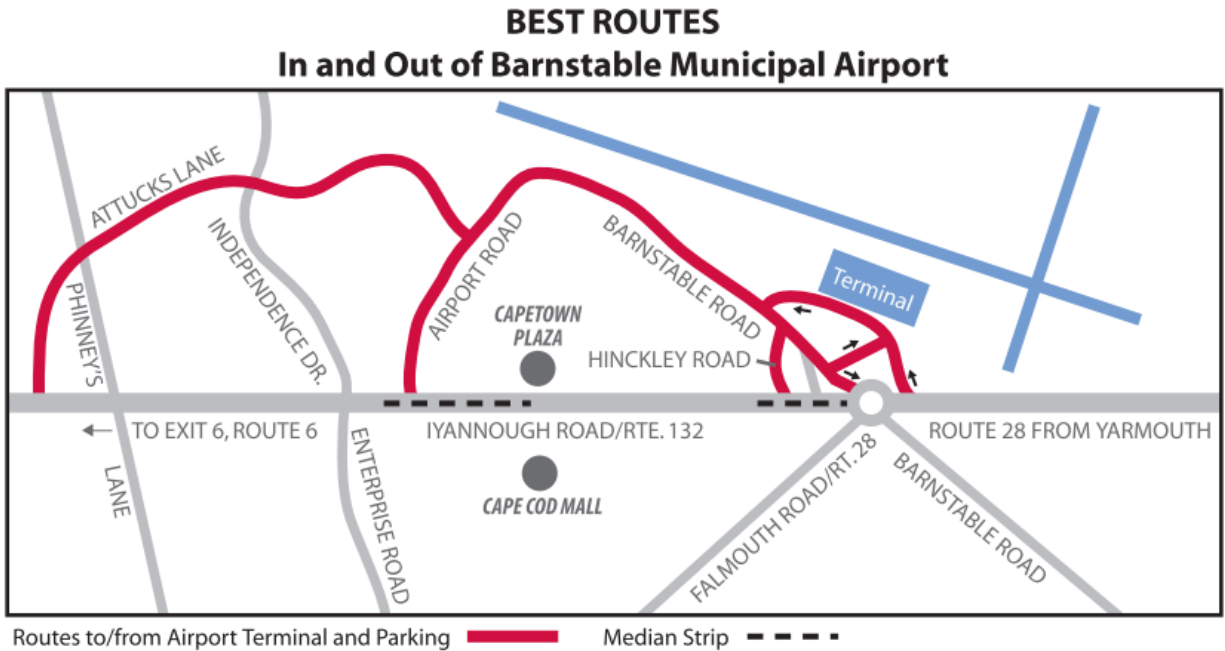 BEST ROUTES
In and Out of Barnstable Municipal Airport
ATTUCKS LANE
INDEPENDENCE DR.
PHINNEY'S
LANE
AIRPORT ROAD
BARNSTABLE ROAD
Terminal
CAPETOWN
PLAZA
HINCKLEY ROAD
TO EXIT 6, ROUTE 6
IYANNOUGH ROAD/RTE. 132
ROUTE 28 FROM YARMOUTH
ENTERPRISE ROAD
CAPE COD MALL
FALMOUTH ROAD/RT. 28
BARNSTABLE ROAD
Routes to/from Airport Terminal and Parking
Median Strip